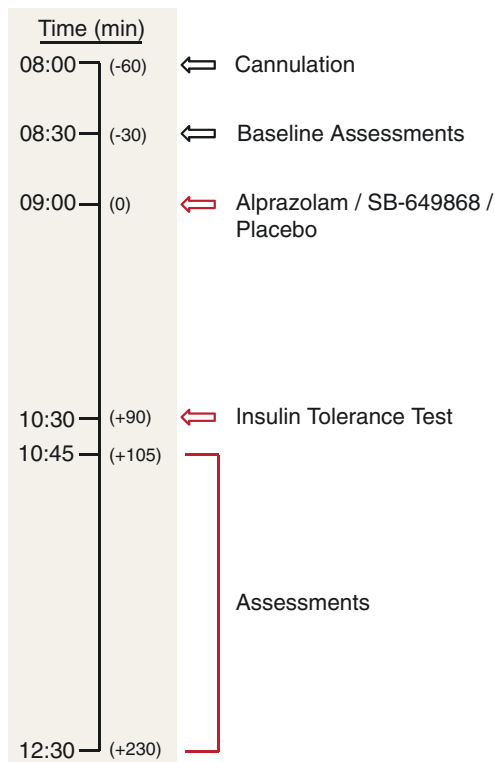 Time (min)
08:00 (-60) Cannulation
08:30 (-30) Baseline Assessments
09:00 (0) Alprazolam / SB-649868 /
Placebo
10:30 (+90) Insulin Tolerance Test
10:45 (+105)
Assessments
12:30 (+230)